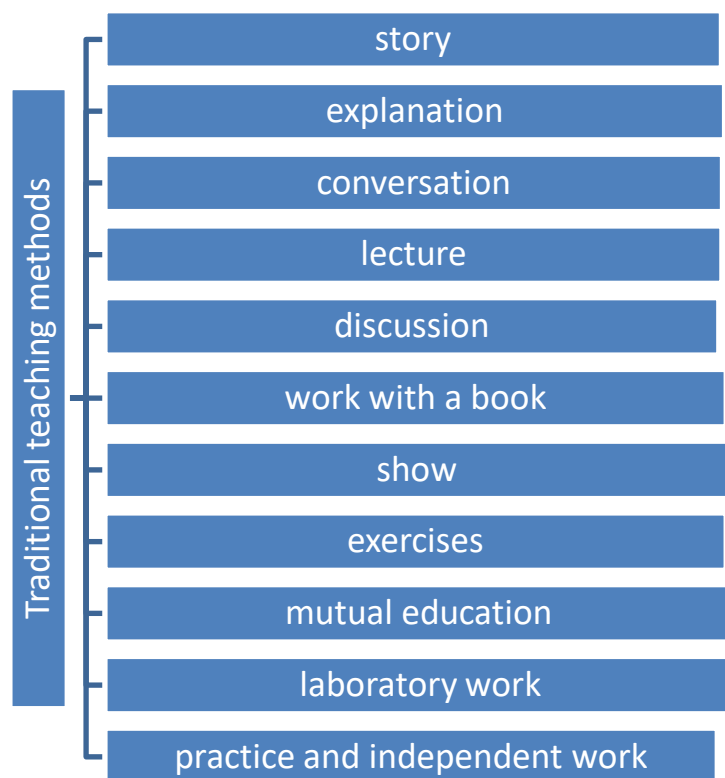 Traditional teaching methods
story
explanation
conversation
lecture
discussion
work with a book
show
exercises
mutual education
laboratory work
practice and independent work